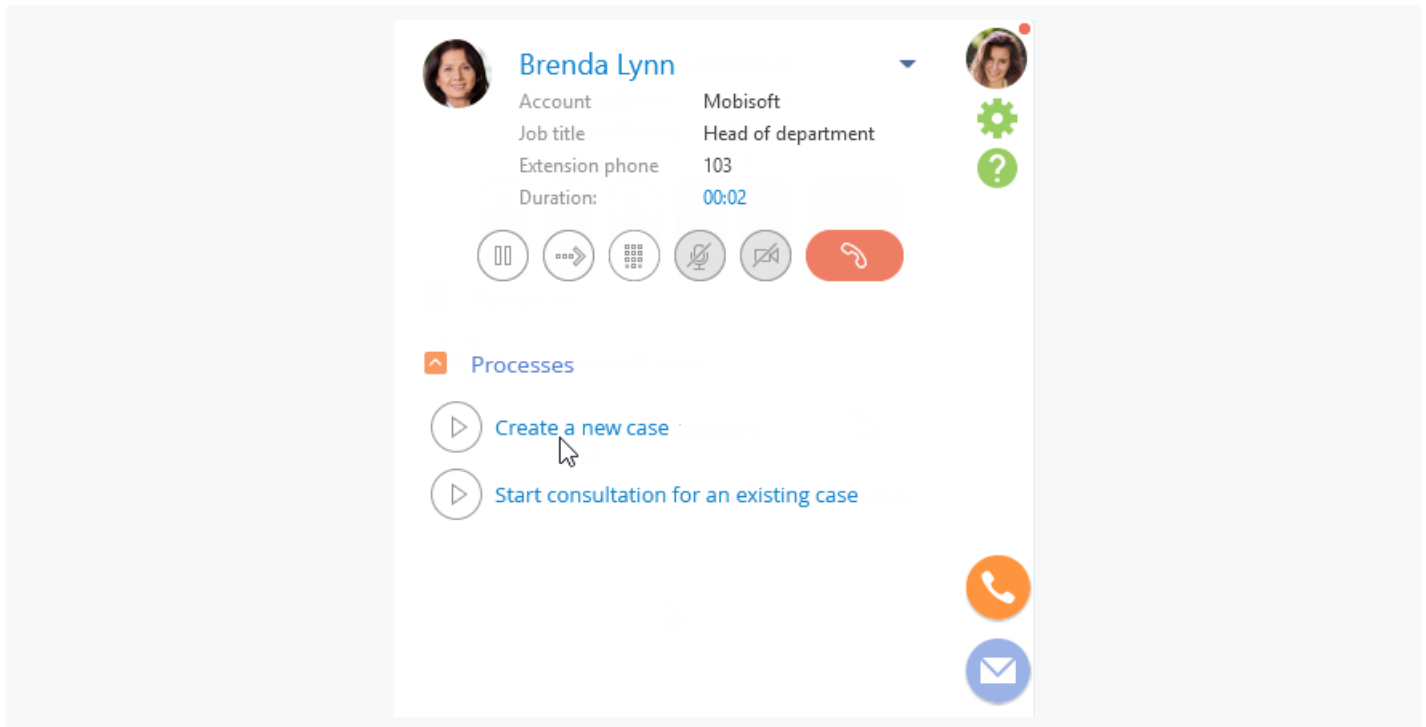 Brenda Lynn
Account Mobisoft
Job title Head of department
Extension phone 103
Duration: 00:02
Processes
Create a new case
Start consultation for an existing case